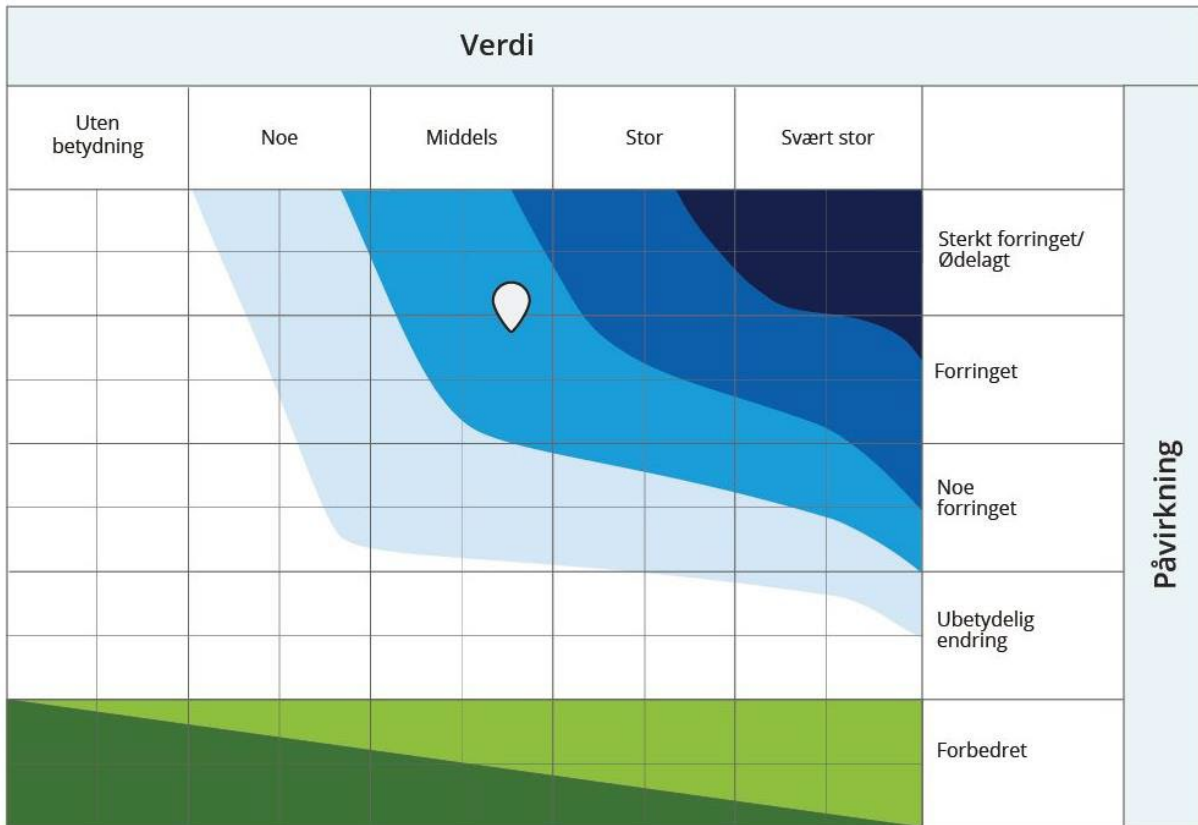 Verdi
Uten
betydning
Noe
Middels
Stor
Svært stor
Sterkt forringet/
Ødelagt
Forringet
Noe
forringet
Ubetydelig
endring
Forbedret
Påvirkning